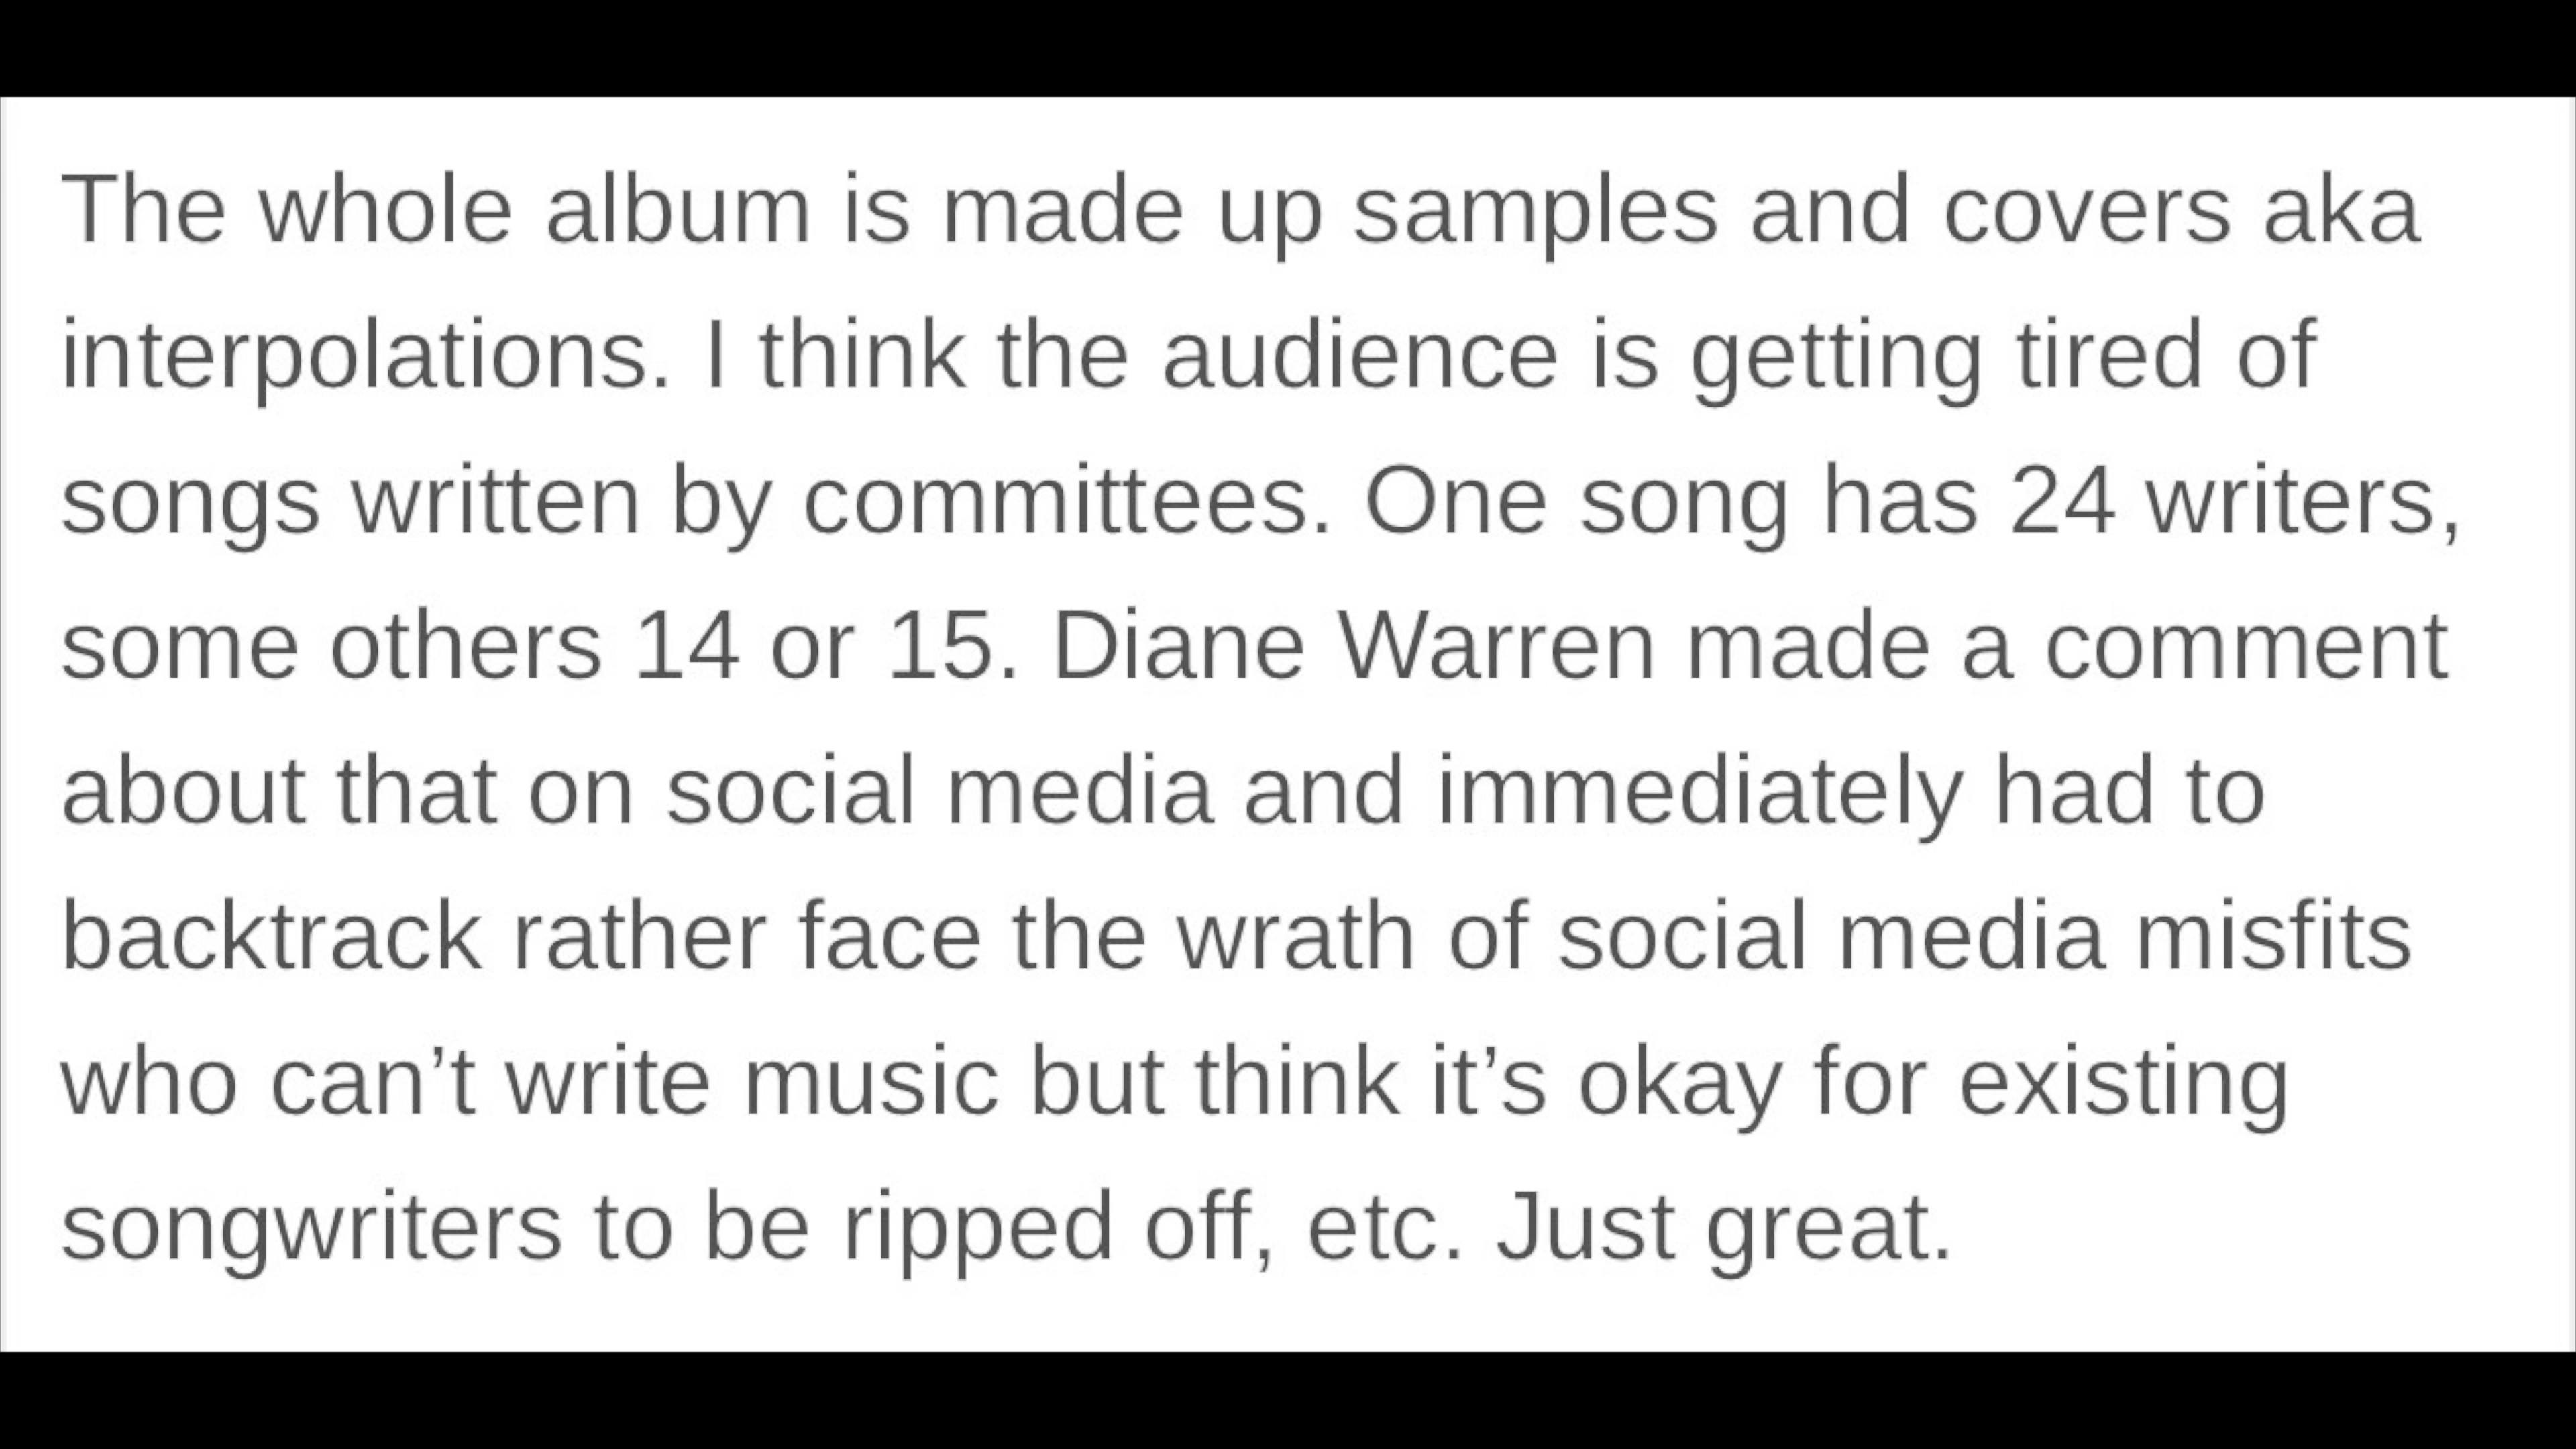 The whole album is made up samples and covers aka
interpolations. I think the audience is getting tired of
songs written by committees. One song has 24 writers,
some others 14 or 15. Diane Warren made a comment
about that on social media and immediately had to
backtrack rather face the wrath of social media misfits
who can’t write music but think it’s okay for existing
songwriters to be ripped off, etc. Just great.